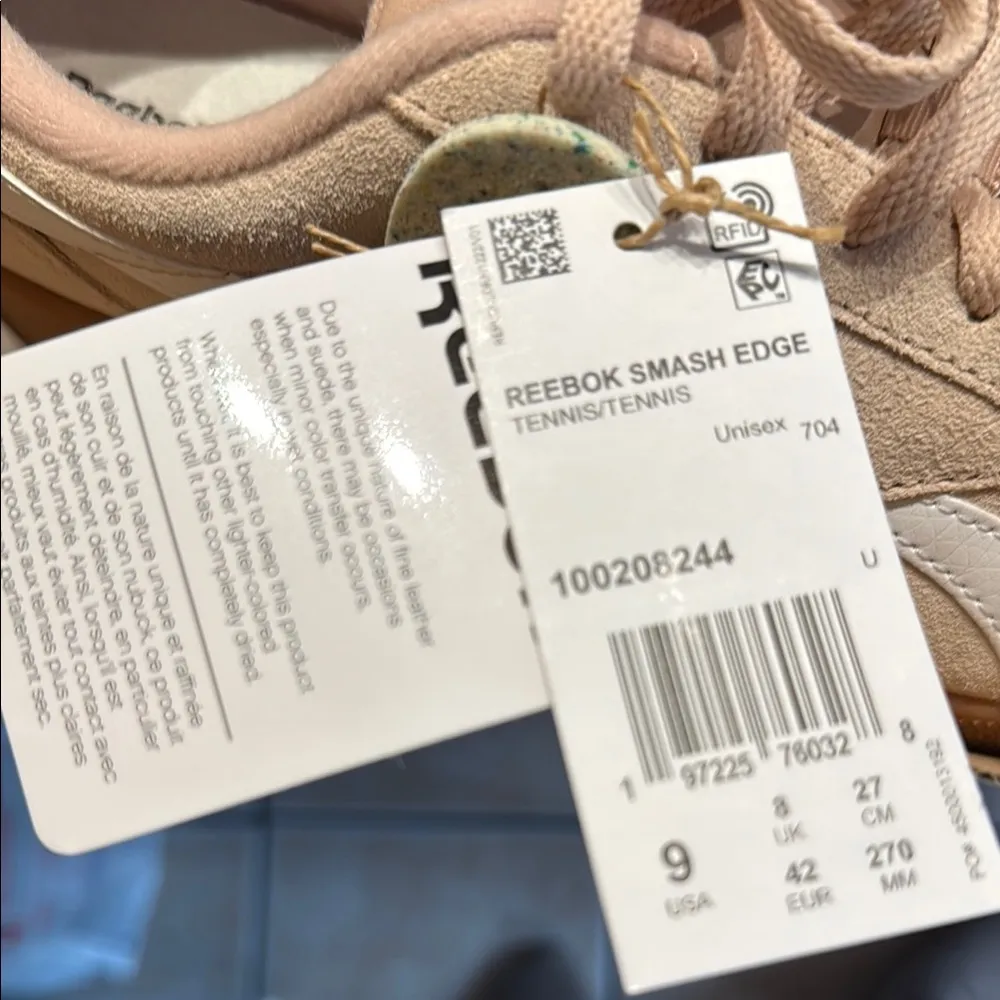 RFID
EPC
REEBOK SMASH EDGE
TENNIS/TENNIS
Unisex 704
100208244
U
1 97225 76032 8
9
USA
8
UK
27
CM
42
EUR
270
MM
Due to the unique nature of fine leather
and suede, there may be occasions
when minor color transfer occurs,
especially in wet conditions.
it is best to keep this product
from touching other lighter-colored
products until it has completely dried.
En raison de la nature unique et raffinée
de son cuir et de son nubuck, ce produit
peut légèrement déteindre, en particulier
en cas d'humidité. Ainsi, lorsqu'il est
mouillé, mieux vaut éviter tout contact avec
produits aux teintes plus claires
parfaitement sec.